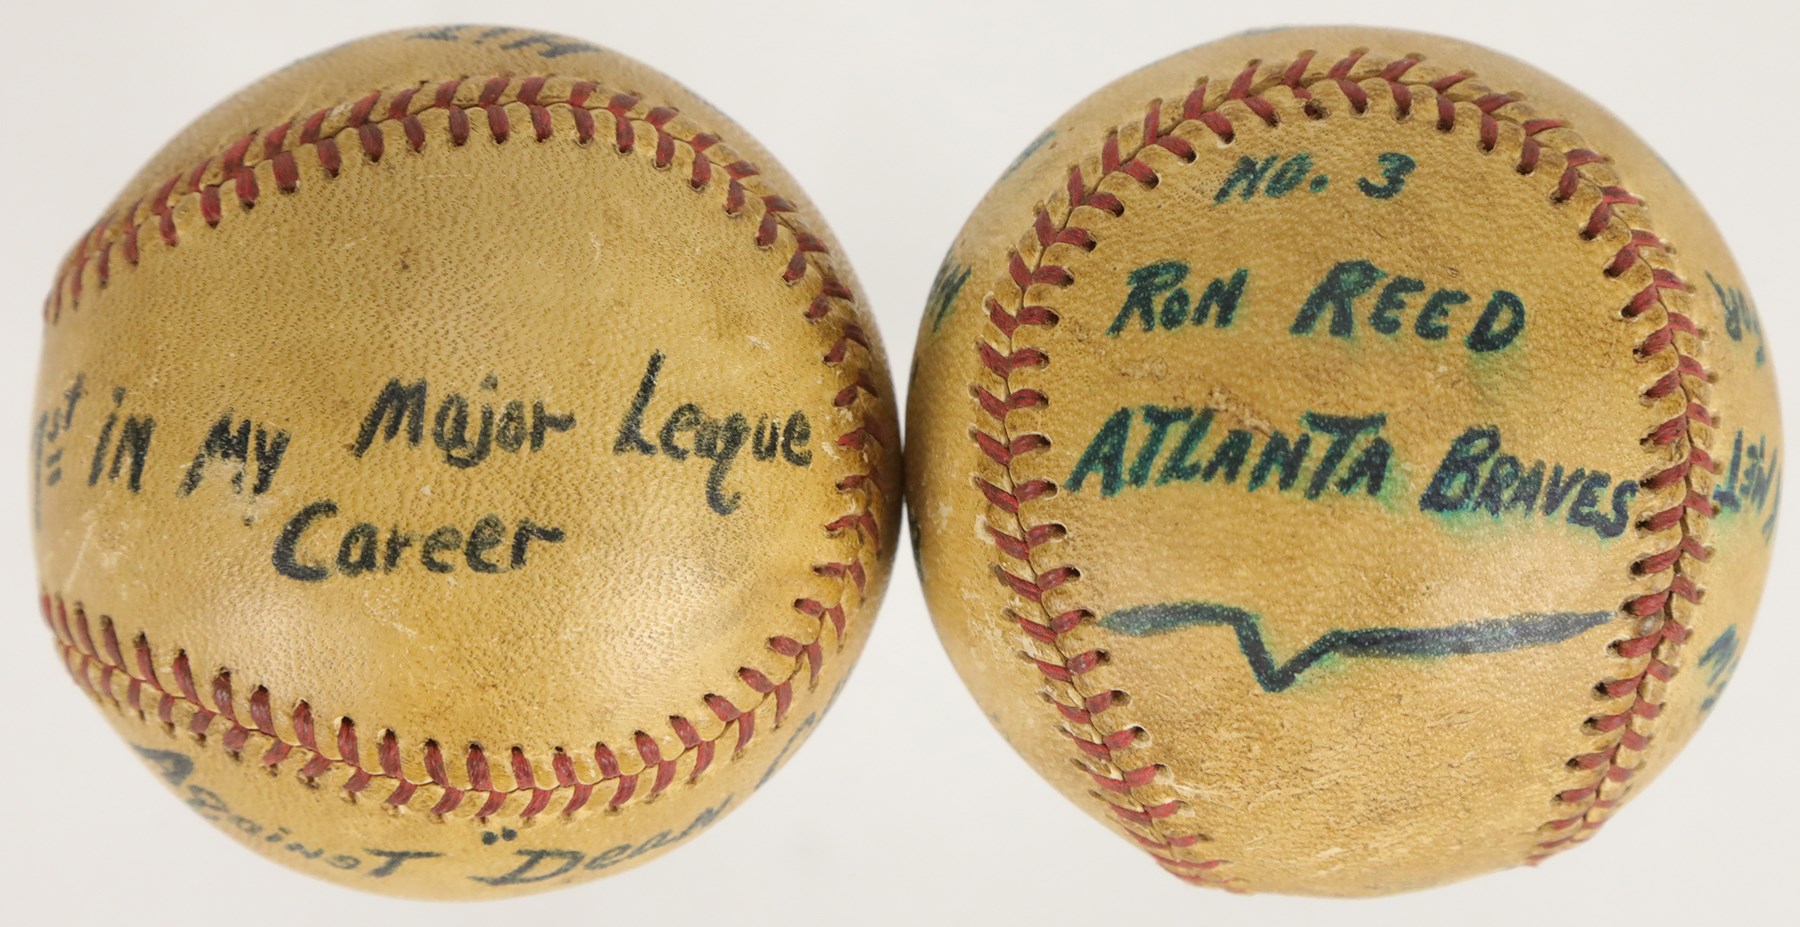 1st in My Major League
Career
Against "Dean
No. 3
Ron Reed
Atlanta Braves